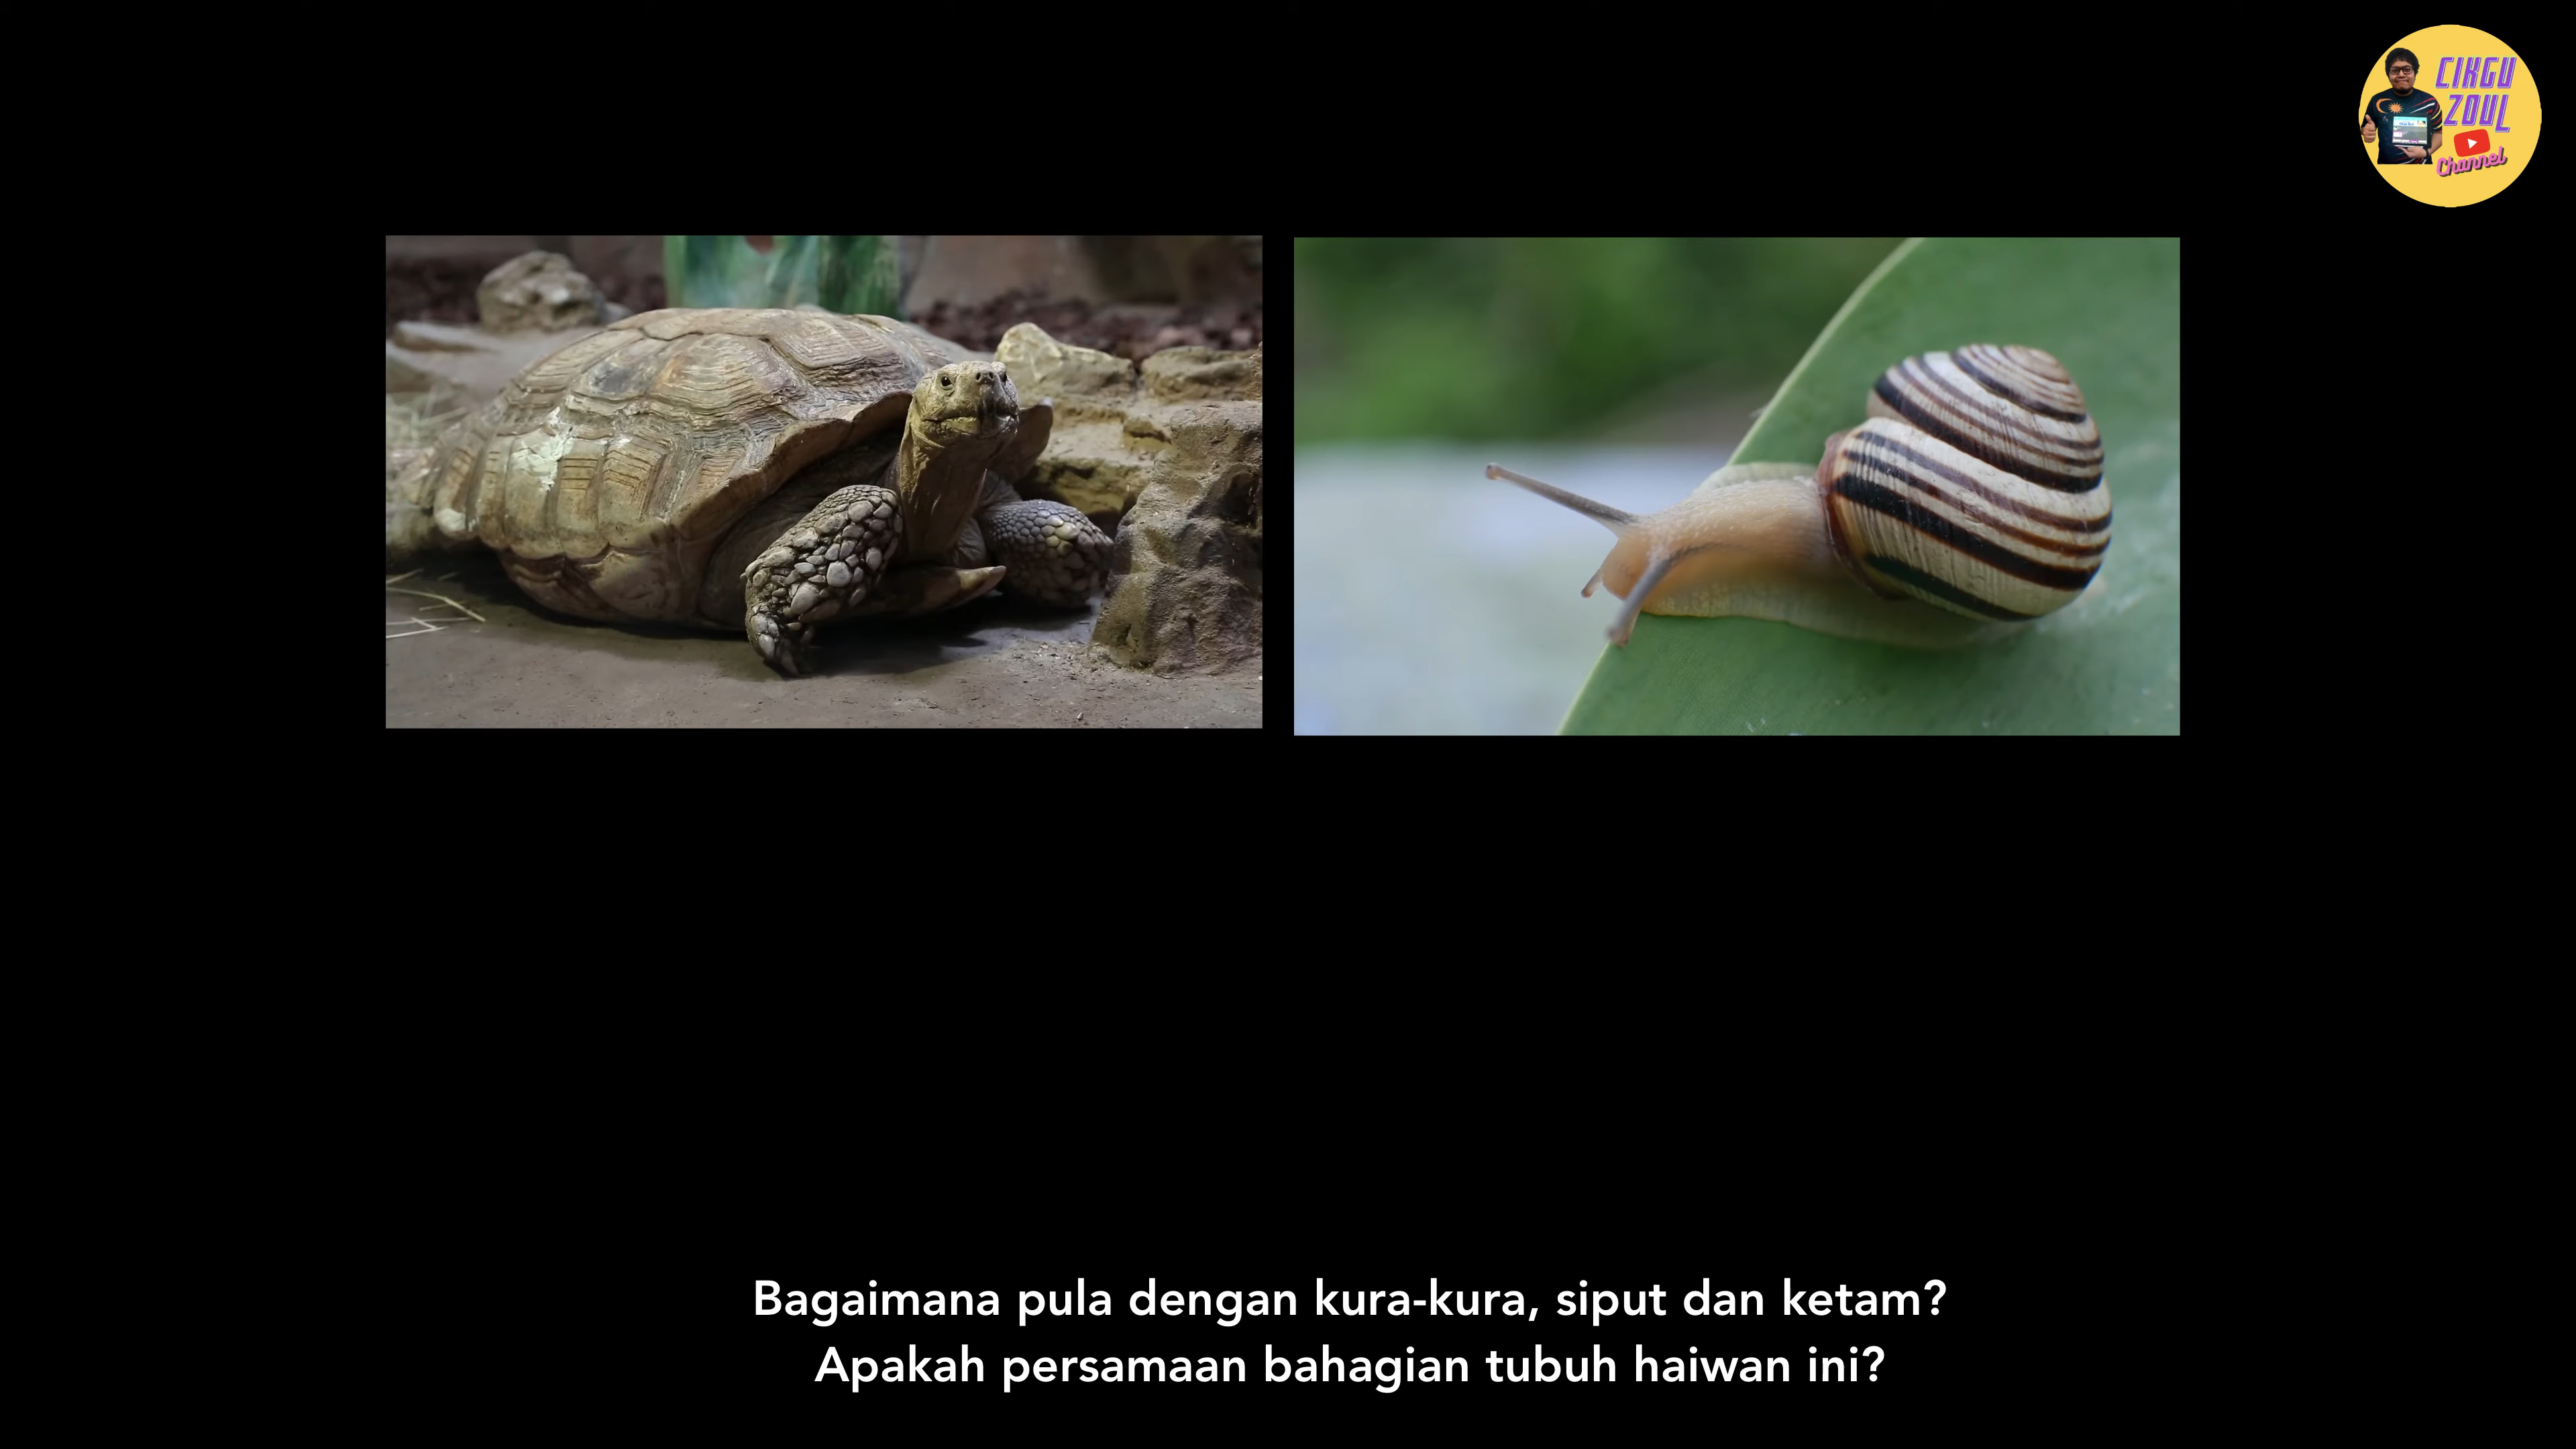 CIKGU
ZOUL
Channel
Bagaimana pula dengan kura-kura, siput dan ketam?
Apakah persamaan bahagian tubuh haiwan ini?